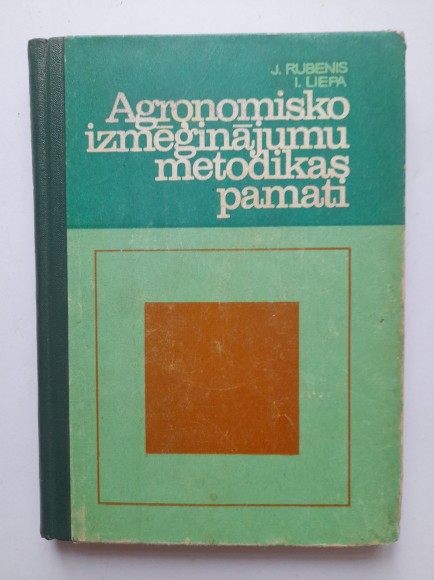 J. RUBENIS
I. LIEPA
Agronomisko
izmēģinājumu
metodikas
pamati